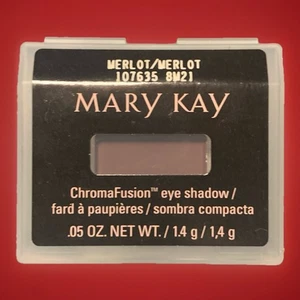 MERLOT/MERLOT
107635 8M21
MARY KAY
ChromaFusion™ eye shadow /
fard à paupières / sombra compacta
.05 OZ. NET WT. / 1.4 g / 1,4 g